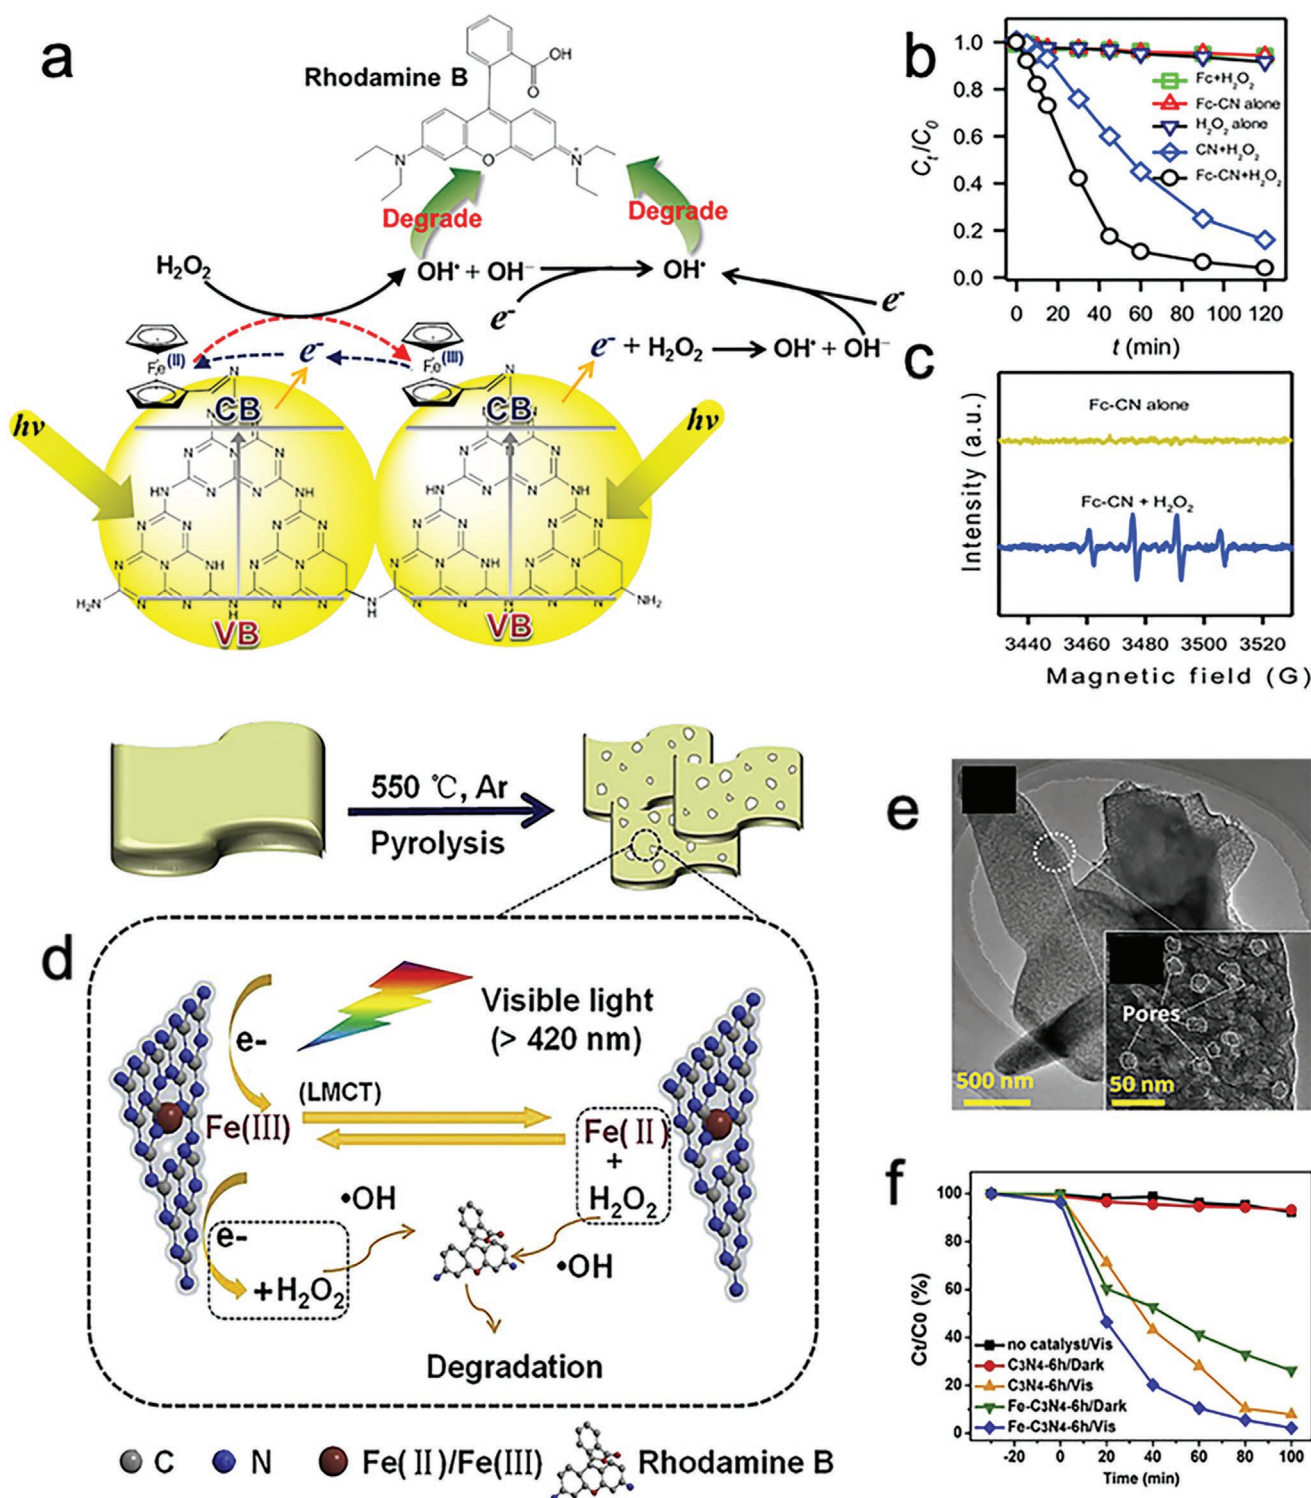 a
Rhodamine B
OH
O
N
O
N⁺
Degrade
Degrade
H₂O₂
OH• + OH⁻
OH•
e⁻
e⁻
Fe(II)
e⁻
Fe(III)
e⁻ + H₂O₂
OH• + OH⁻
N
N
CB
CB
hν
hν
VB
VB
H₂N
NH₂
b
1.0
0.8
0.6
0.4
0.2
0.0
Ct/C0
Fc+H₂O₂
Fc-CN alone
H₂O₂ alone
CN+H₂O₂
Fc-CN+H₂O₂
0 20 40 60 80 100 120
t (min)
c
Fc-CN alone
Fc-CN + H₂O₂
Intensity (a.u.)
3440 3460 3480 3500 3520
Magnetic field (G)
550 ℃, Ar
Pyrolysis
d
e-
Visible light
(> 420 nm)
Fe(III)
(LMCT)
Fe(Ⅱ)
+
H₂O₂
•OH
e-
+H₂O₂
•OH
Degradation
C
N
Fe(Ⅱ)/Fe(III)
Rhodamine B
e
Pores
500 nm
50 nm
f
100
80
60
40
20
0
Ct/C0 (%)
no catalyst/Vis
C3N4-6h/Dark
C3N4-6h/Vis
Fe-C3N4-6h/Dark
Fe-C3N4-6h/Vis
-20 0 20 40 60 80 100
Time (min)